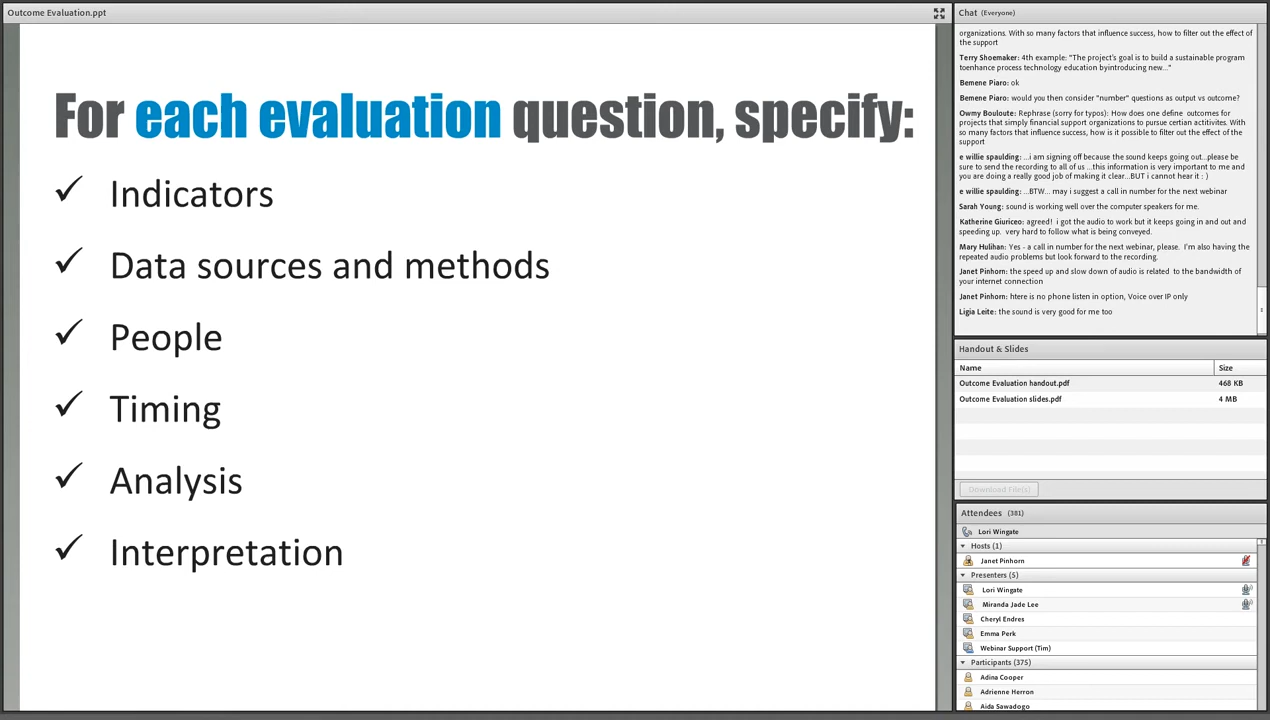 Outcome Evaluation.ppt
For each evaluation question, specify:
✓ Indicators
✓ Data sources and methods
✓ People
✓ Timing
✓ Analysis
✓ Interpretation
Chat (Everyone)
organizations. With so many factors that influence success, how to filter out the effect of
the support
Terry Shoemaker: 4th example: "The project's goal is to build a sustainable program
toenhance process technology education byintroducing new..."
Bemene Piaro: ok
Bemene Piaro: would you then consider "number" questions as output vs outcome?
Owmy Bouloute: Rephrase (sorry for typos): How does one define outcomes for
projects that simply financial support organizations to pursue certian actitivites. With
so many factors that influence success, how is it possible to filter out the effect of the
support
e willie spaulding: ...i am signing off because the sound keeps going out...please be
sure to send the recording to all of us ...this information is very important to me and
you are doing a really good job of making it clear...BUT i cannot hear it : )
e willie spaulding: ...BTW... may i suggest a call in number for the next webinar
Sarah Young: sound is working well over the computer speakers for me.
Katherine Giuriceo: agreed! i got the audio to work but it keeps going in and out and
speeding up. very hard to follow what is being conveyed.
Mary Hulihan: Yes - a call in number for the next webinar, please. I'm also having the
repeated audio problems but look forward to the recording.
Janet Pinhorn: the speed up and slow down of audio is related to the bandwidth of
your internet connection
Janet Pinhorn: htere is no phone listen in option, Voice over IP only
Ligia Leite: the sound is very good for me too
Handout & Slides
Name Size
Outcome Evaluation handout.pdf 468 KB
Outcome Evaluation slides.pdf 4 MB
Download File(s)
Attendees (381)
Lori Wingate
Hosts (1)
Janet Pinhorn
Presenters (5)
Lori Wingate
Miranda Jade Lee
Cheryl Endres
Emma Perk
Webinar Support (Tim)
Participants (375)
Adina Cooper
Adrienne Herron
Aida Sawadogo